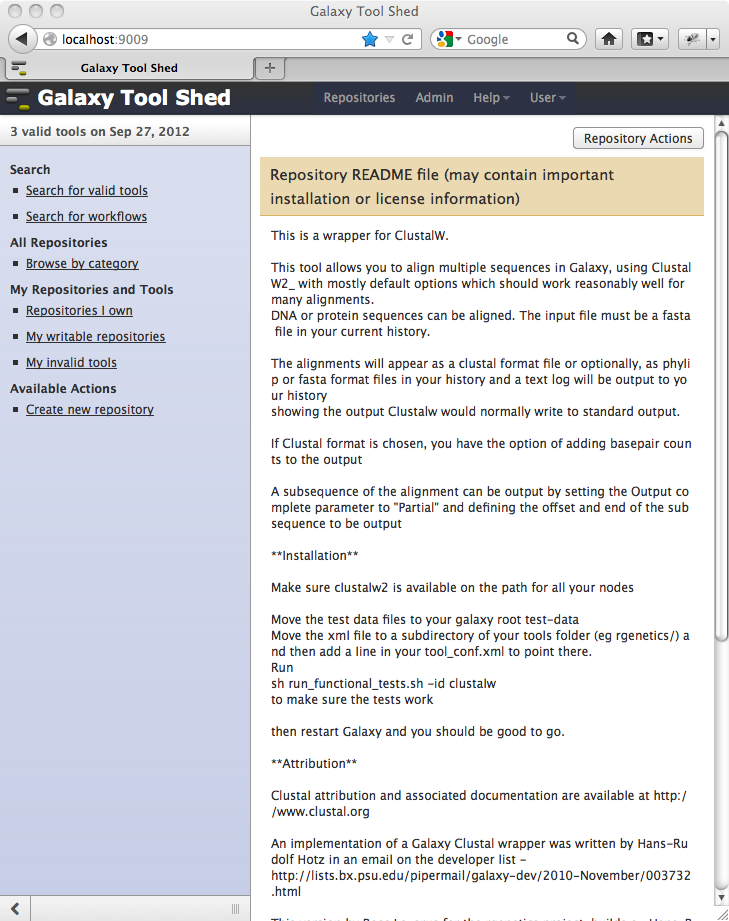 Galaxy Tool Shed
localhost:9009
Google
Galaxy Tool Shed
Galaxy Tool Shed
Repositories Admin Help User
3 valid tools on Sep 27, 2012
Search
Search for valid tools
Search for workflows
All Repositories
Browse by category
My Repositories and Tools
Repositories I own
My writable repositories
My invalid tools
Available Actions
Create new repository
Repository Actions
Repository README file (may contain important
installation or license information)
This is a wrapper for ClustalW.
This tool allows you to align multiple sequences in Galaxy, using Clustal
W2_ with mostly default options which should work reasonably well for
many alignments.
DNA or protein sequences can be aligned. The input file must be a fasta
file in your current history.
The alignments will appear as a clustal format file or optionally, as phyli
p or fasta format files in your history and a text log will be output to yo
ur history
showing the output Clustalw would normally write to standard output.
If Clustal format is chosen, you have the option of adding basepair coun
ts to the output
A subsequence of the alignment can be output by setting the Output co
mplete parameter to "Partial" and defining the offset and end of the sub
sequence to be output
**Installation**
Make sure clustalw2 is available on the path for all your nodes
Move the test data files to your galaxy root test-data
Move the xml file to a subdirectory of your tools folder (eg rgenetics/) a
nd then add a line in your tool_conf.xml to point there.
Run
sh run_functional_tests.sh -id clustalw
to make sure the tests work
then restart Galaxy and you should be good to go.
**Attribution**
Clustal attribution and associated documentation are available at http:/
/www.clustal.org
An implementation of a Galaxy Clustal wrapper was written by Hans-Ru
dolf Hotz in an email on the developer list -
http://lists.bx.psu.edu/pipermail/galaxy-dev/2010-November/003732
.html